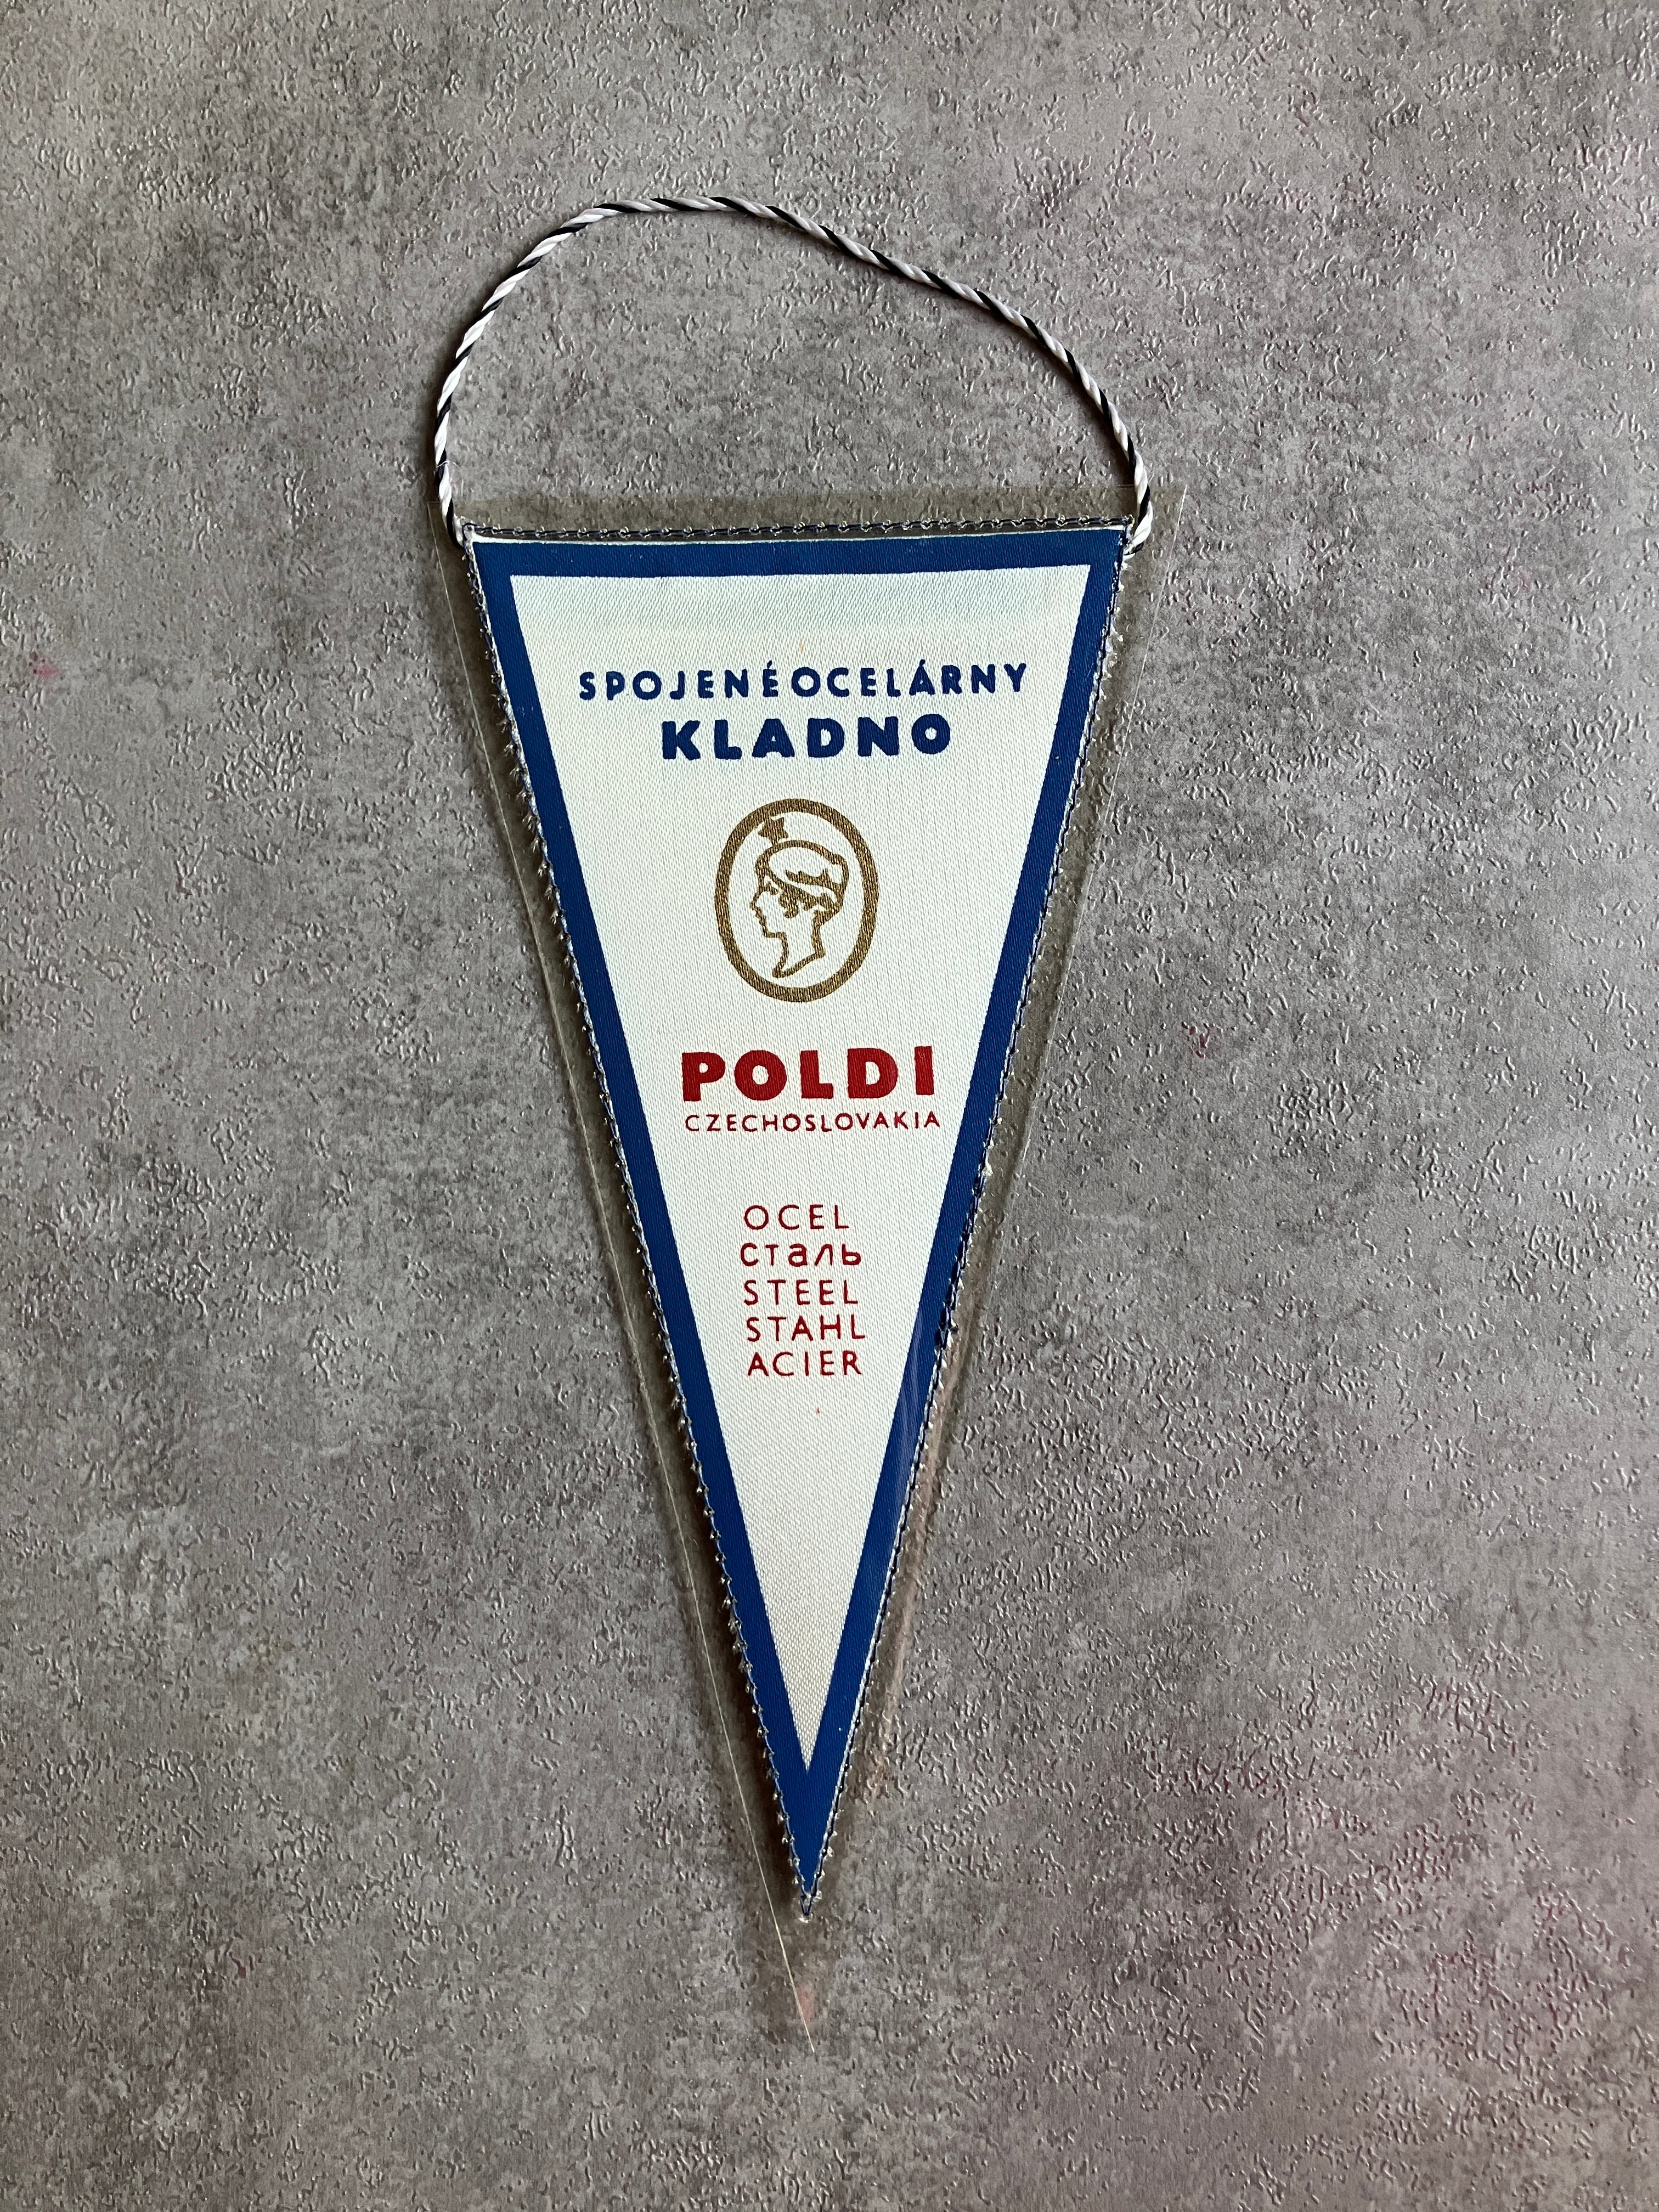 SPOJENÉ OCELÁRNY
KLADNO
POLDI
CZECHOSLOVAKIA
OCEL
сталь
STEEL
STAHL
ACIER